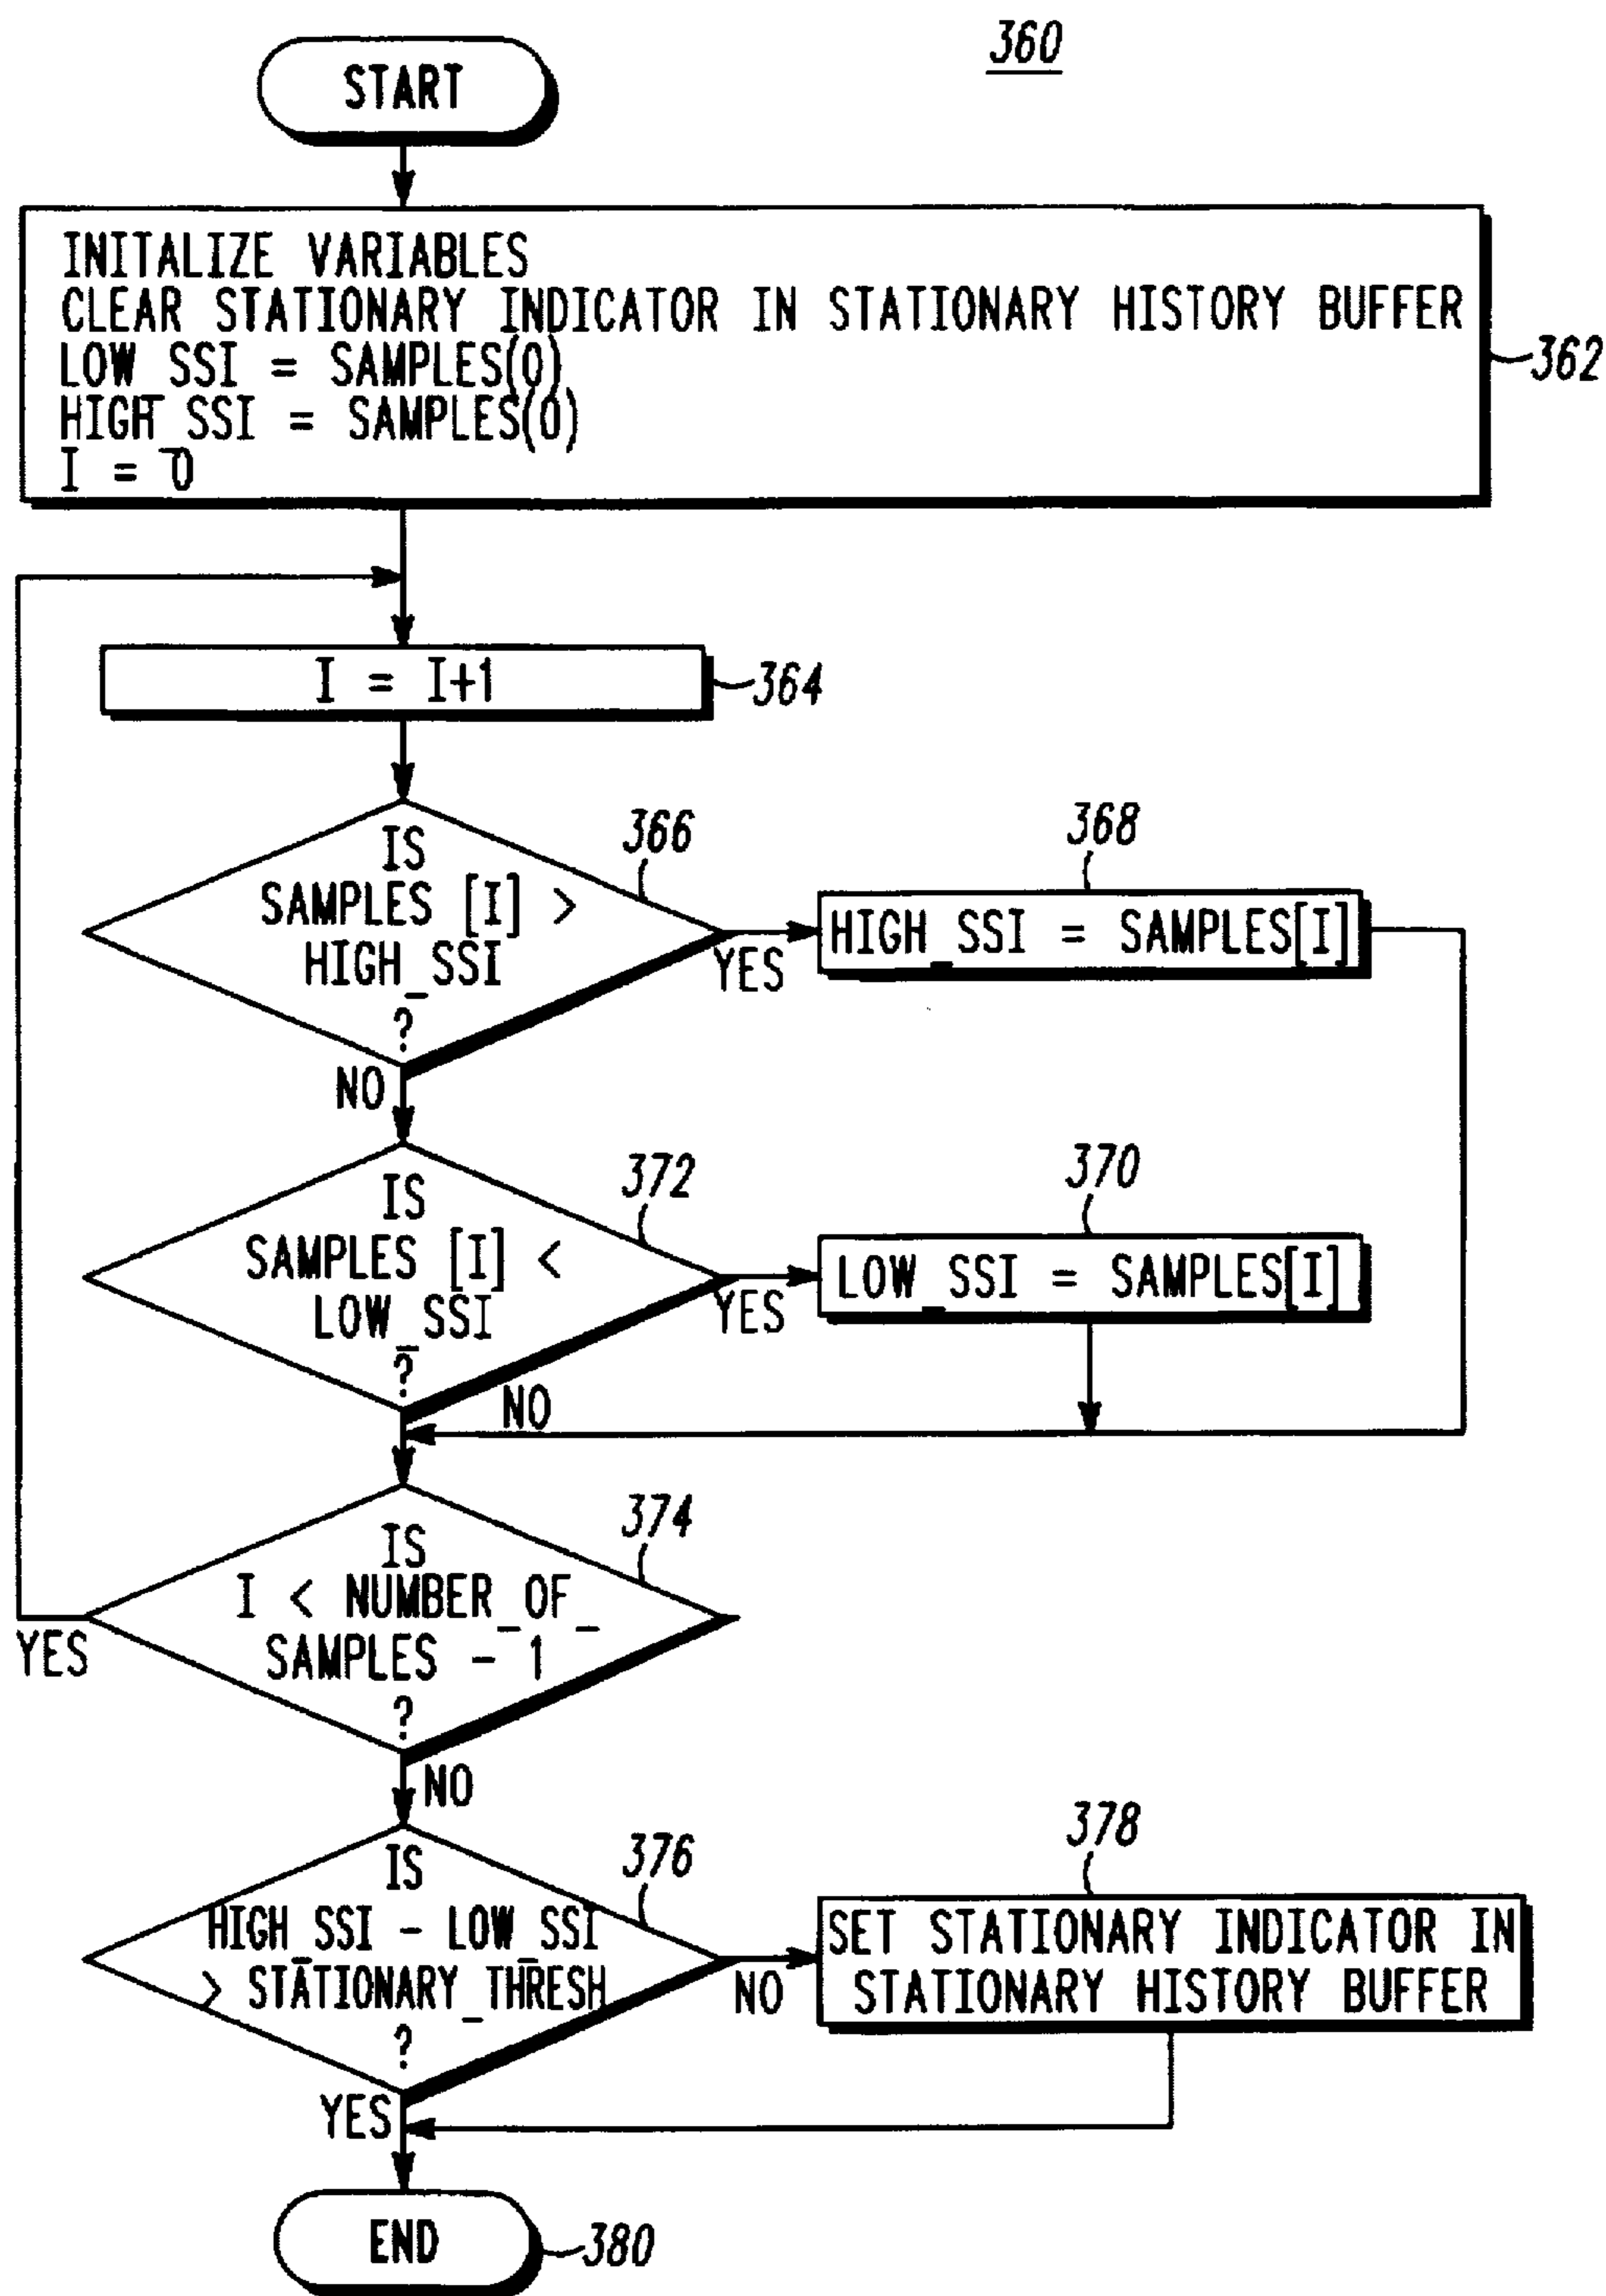 360
START
INITALIZE VARIABLES
CLEAR STATIONARY INDICATOR IN STATIONARY HISTORY BUFFER
LOW_SSI = SAMPLES(0)
HIGH_SSI = SAMPLES(0)
I = 0
362
I = I+1
364
IS
SAMPLES [I] >
HIGH_SSI
?
366
YES
NO
368
HIGH_SSI = SAMPLES[I]
IS
SAMPLES [I] <
LOW_SSI
?
372
YES
NO
370
LOW_SSI = SAMPLES[I]
IS
I < NUMBER_OF_
SAMPLES - 1
?
374
YES
NO
IS
HIGH_SSI - LOW_SSI
> STATIONARY_THRESH
?
376
NO
YES
378
SET STATIONARY INDICATOR IN
STATIONARY HISTORY BUFFER
END
380